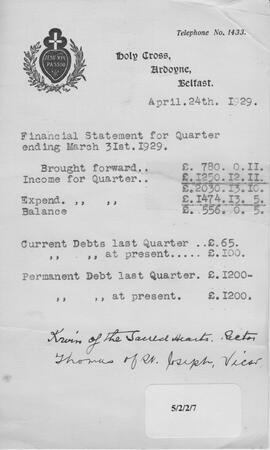 JESU XPI
PASSIO
Telephone No. 1433.
Holy Cross,
Ardoyne,
Belfast.
April.24th. 1929.
Financial Statement for Quarter
ending March 31st.1929.
Brought forward.. £. 780. 0.11.
Income for Quarter.. £.1250.12.11.
£.2030.13.10.
Expend. ,, ,, £.1474.13. 5.
Balance £. 556. 0. 5.
Current Debts last Quarter ..£.65.
,, ,, at present..... £.100.
Permanent Debt last Quarter. £.1200-
,, ,, at present. £.1200.
Kevin of the Sacred Hearts. Rector
Thomas of St. Joseph, Vicar
5/2/2/7